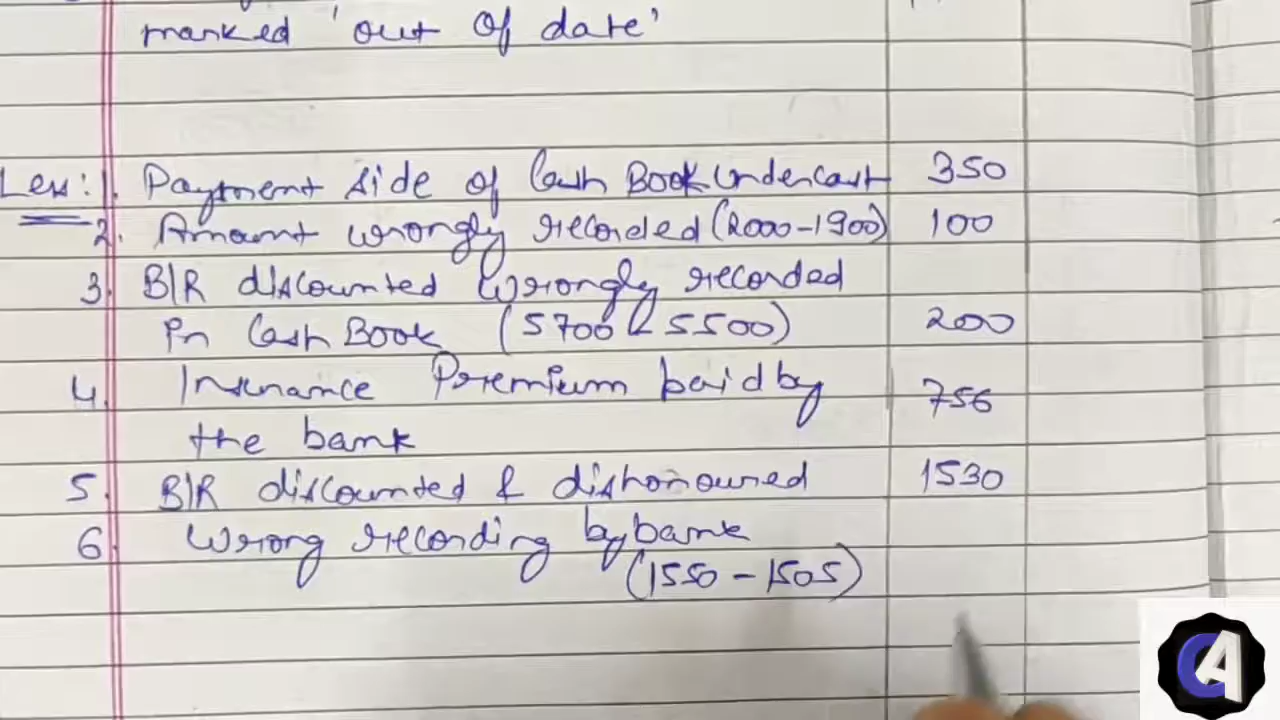 marked 'out of date'
Less: 1. Payment side of Cash Book Undercast 350
2. Amount wrongly recorded (2000-1900) 100
3. B/R discounted wrongly recorded
in Cash Book (5700 - 5500) 200
4. Insurance Premium paid by
the bank 756
5. B/R discounted & dishonoured 1530
6. Wrong recording by bank
(1550 - 1505)
CA